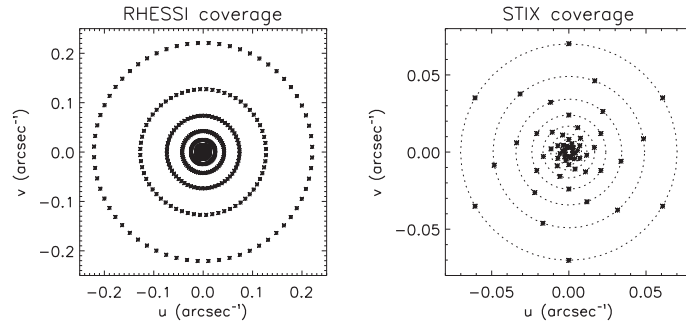 RHESSI coverage
STIX coverage
0.2
0.1
0.0
−0.1
−0.2
v (arcsec⁻¹)
−0.2 −0.1 0.0 0.1 0.2
u (arcsec⁻¹)
0.05
0.00
−0.05
v (arcsec⁻¹)
−0.05 0.00 0.05
u (arcsec⁻¹)